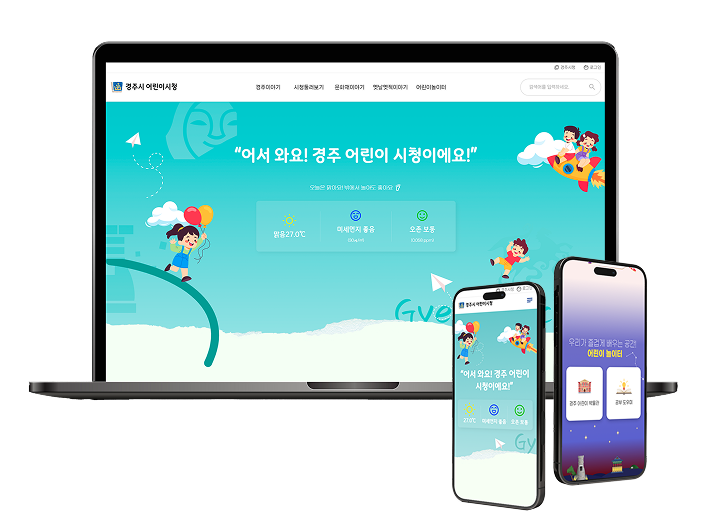 경주시청 로그인
경주시 어린이시청
경주이야기 시청둘러보기 문화재이야기 옛날옛적이야기 어린이놀이터
검색어를 입력하세요.
“어서 와요! 경주 어린이 시청이에요!”
오늘은 맑아요! 밖에서 놀아도 좋아요
맑음27.0℃ 미세먼지 좋음 오존 보통
경주시청 로그인
경주시 어린이시청
“어서 와요! 경주 어린이
시청이에요!”
27.0℃ 미세먼지 좋음 오존 보통
Gy
우리가 즐겁게 배우는 공간!
어린이 놀이터
경주 어린이 박물관
공부 도우미